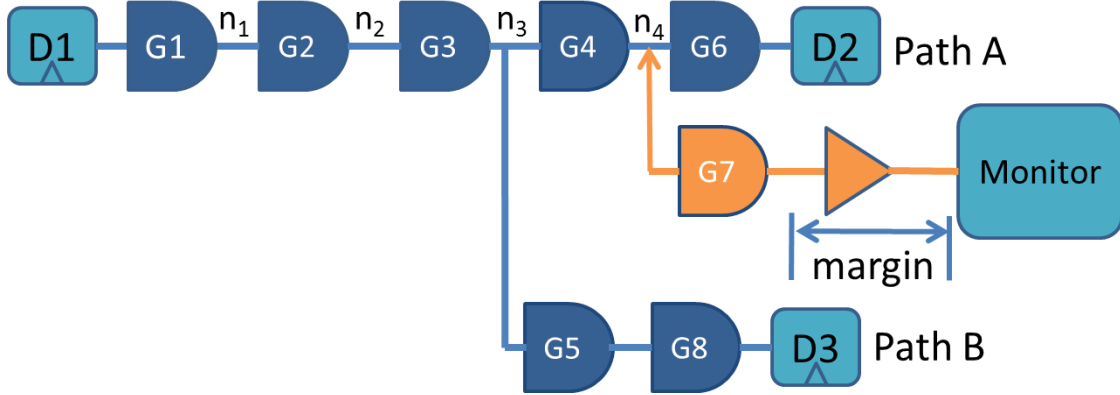 D1 G1 n1 G2 n2 G3 n3 G4 n4 G6 D2 Path A
G7 Monitor
margin
G5 G8 D3 Path B